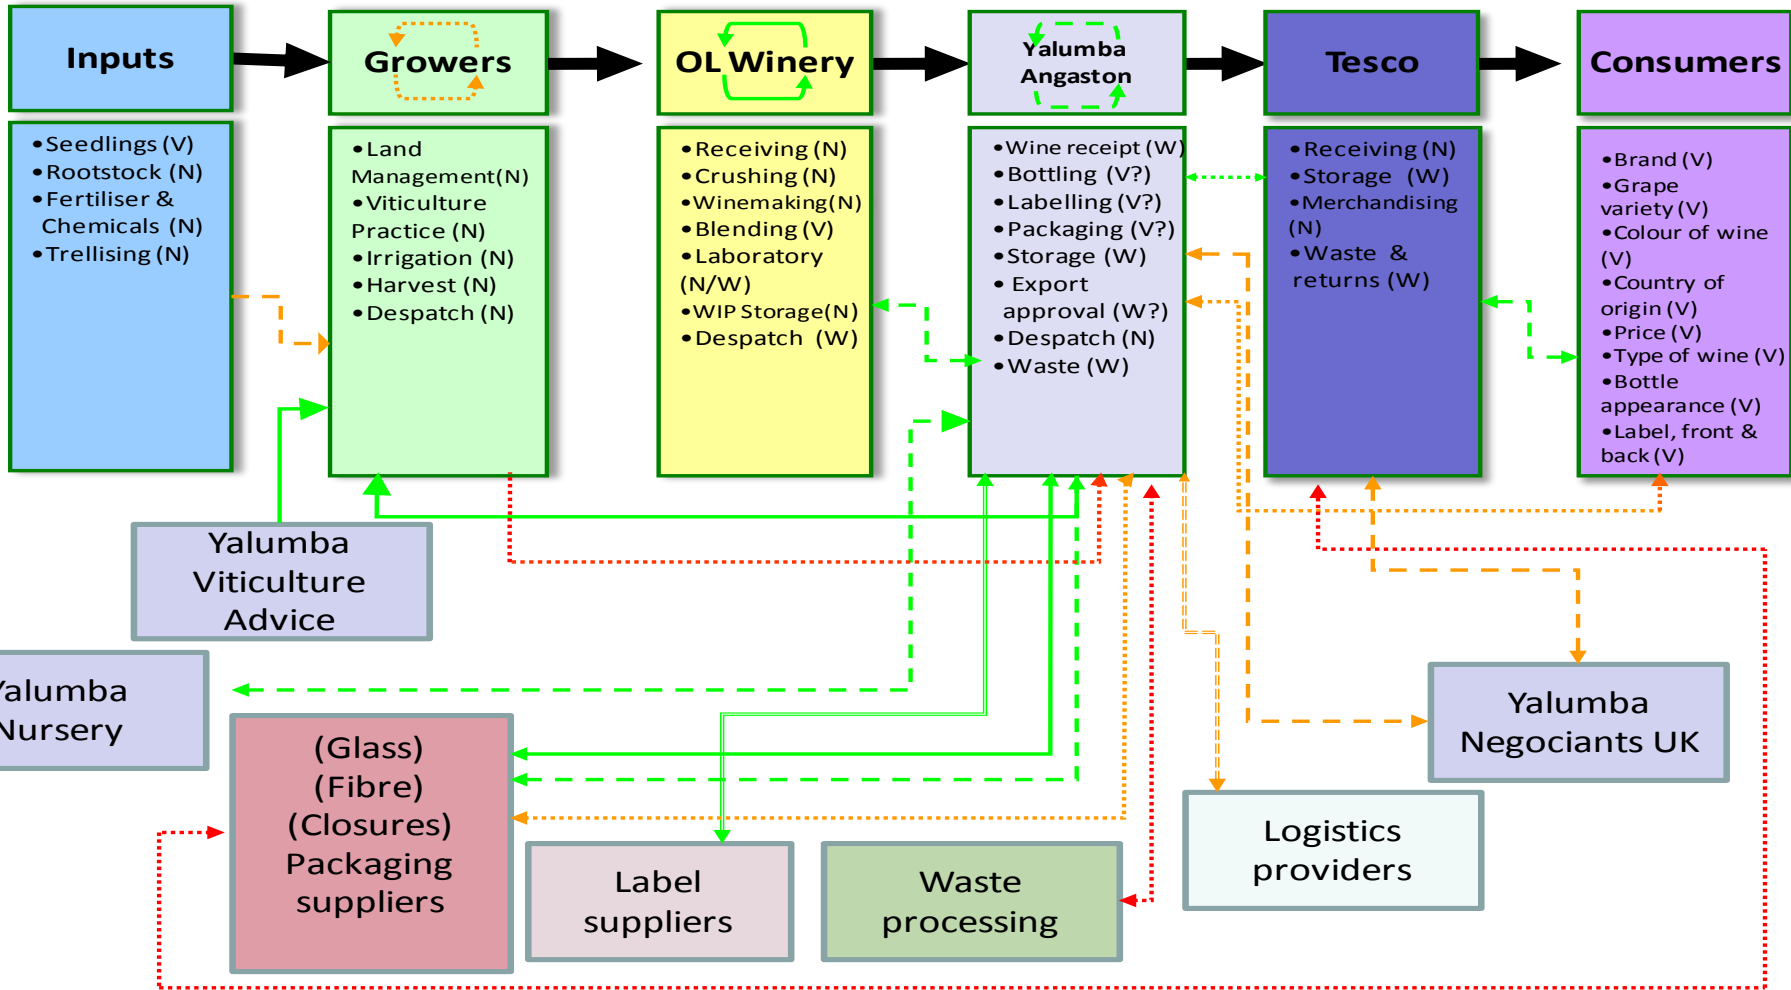 Inputs
Growers
OL Winery
Yalumba
Angaston
Tesco
Consumers
•Seedlings (V)
•Rootstock (N)
•Fertiliser &
Chemicals (N)
•Trellising (N)
•Land
Management(N)
•Viticulture
Practice (N)
•Irrigation (N)
•Harvest (N)
•Despatch (N)
•Receiving (N)
•Crushing (N)
•Winemaking(N)
•Blending (V)
•Laboratory
(N/W)
•WIP Storage(N)
•Despatch (W)
•Wine receipt (W)
•Bottling (V?)
•Labelling (V?)
•Packaging (V?)
•Storage (W)
• Export
approval (W?)
•Despatch (N)
•Waste (W)
•Receiving (N)
•Storage (W)
•Merchandising
(N)
•Waste &
returns (W)
•Brand (V)
•Grape
variety (V)
•Colour of wine
(V)
•Country of
origin (V)
•Price (V)
•Type of wine (V)
•Bottle
appearance (V)
•Label, front &
back (V)
Yalumba
Viticulture
Advice
Yalumba
Nursery
(Glass)
(Fibre)
(Closures)
Packaging
suppliers
Label
suppliers
Waste
processing
Logistics
providers
Yalumba
Negociants UK